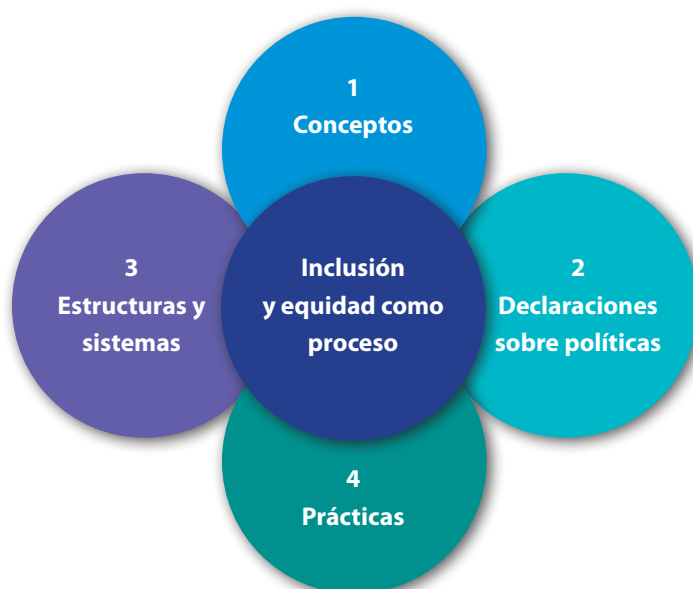 1
Conceptos
3
Estructuras y
sistemas
Inclusión
y equidad como
proceso
2
Declaraciones
sobre políticas
4
Prácticas